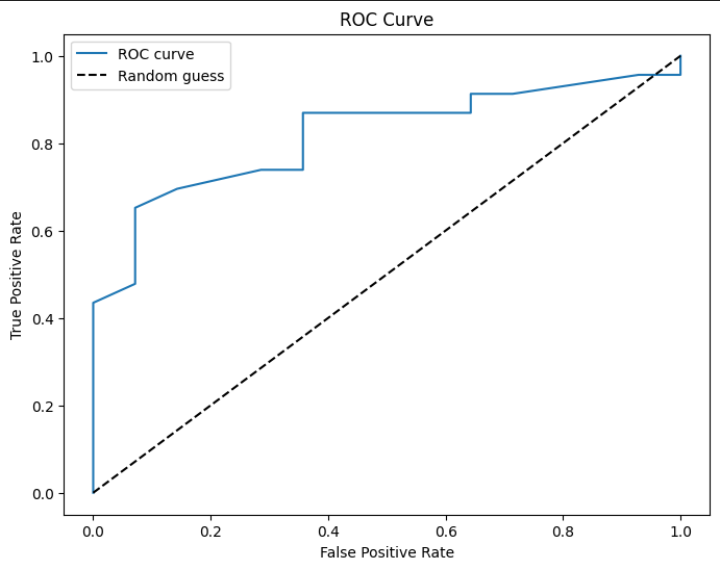 ROC Curve
ROC curve
Random guess
1.0
0.8
0.6
0.4
0.2
0.0
True Positive Rate
0.0 0.2 0.4 0.6 0.8 1.0
False Positive Rate